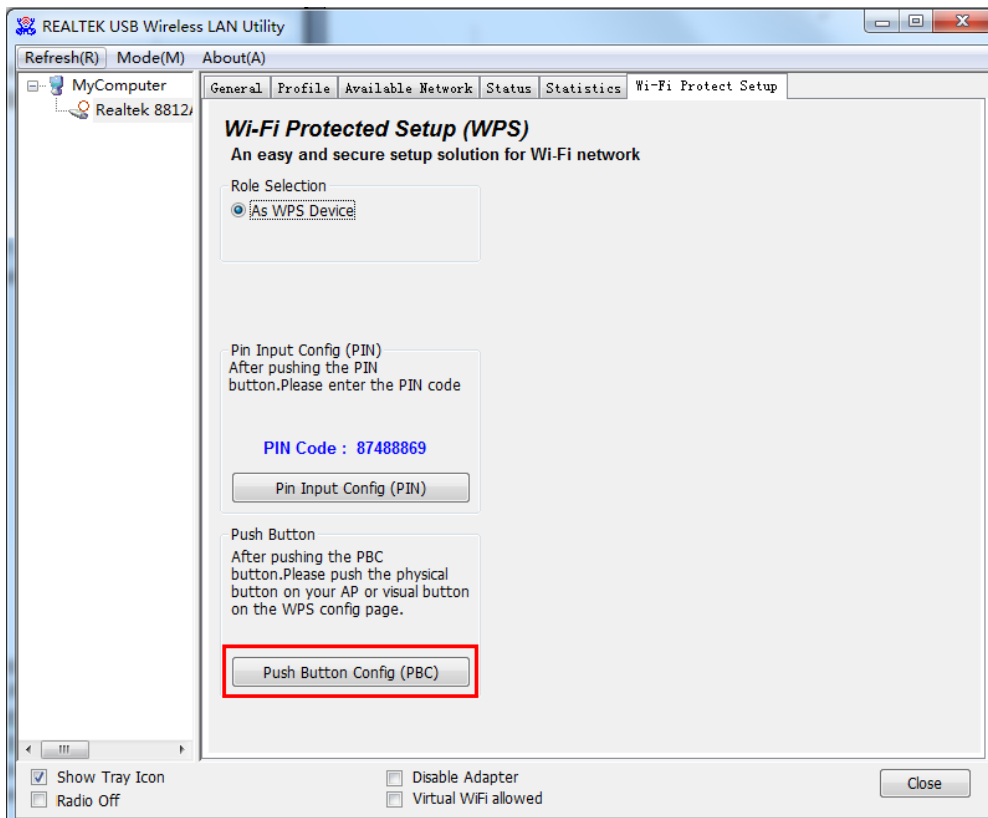 REALTEK USB Wireless LAN Utility
Refresh(R) Mode(M) About(A)
MyComputer
Realtek 8812
General Profile Available Network Status Statistics Wi-Fi Protect Setup
Wi-Fi Protected Setup (WPS)
An easy and secure setup solution for Wi-Fi network
Role Selection
As WPS Device
Pin Input Config (PIN)
After pushing the PIN
button.Please enter the PIN code
PIN Code : 87488869
Pin Input Config (PIN)
Push Button
After pushing the PBC
button.Please push the physical
button on your AP or visual button
on the WPS config page.
Push Button Config (PBC)
Show Tray Icon
Radio Off
Disable Adapter
Virtual WiFi allowed
Close